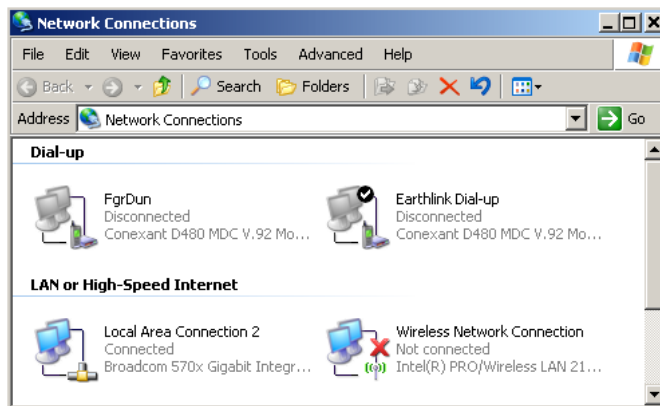 Network Connections
File Edit View Favorites Tools Advanced Help
Back Search Folders
Address Network Connections Go
Dial-up
FgrDun
Disconnected
Conexant D480 MDC V.92 Mo...
Earthlink Dial-up
Disconnected
Conexant D480 MDC V.92 Mo...
LAN or High-Speed Internet
Local Area Connection 2
Connected
Broadcom 570x Gigabit Integr...
Wireless Network Connection
Not connected
Intel(R) PRO/Wireless LAN 21...